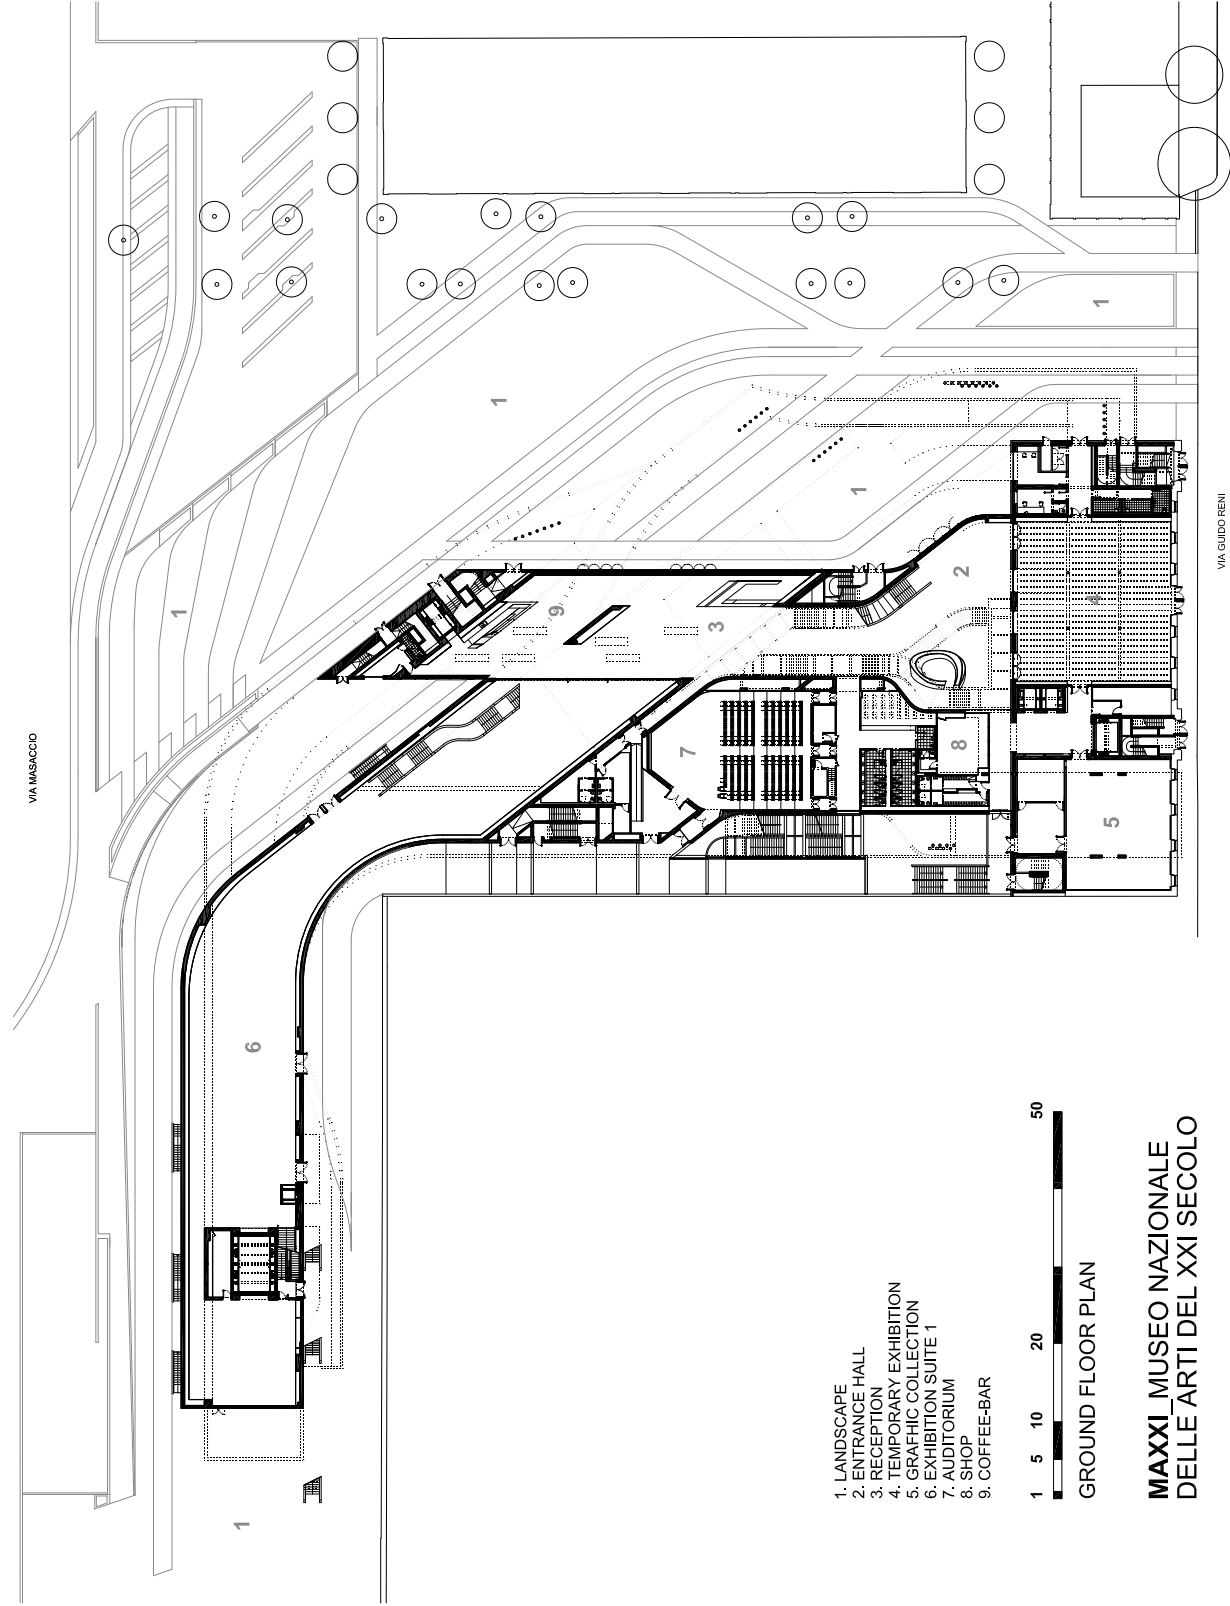 VIA MASACCIO
VIA GUIDO RENI
1
1
1
1
1
2
3
4
5
6
7
8
9
1. LANDSCAPE
2. ENTRANCE HALL
3. RECEPTION
4. TEMPORARY EXHIBITION
5. GRAFHIC COLLECTION
6. EXHIBITION SUITE 1
7. AUDITORIUM
8. SHOP
9. COFFEE-BAR
1 5 10 20 50
GROUND FLOOR PLAN
MAXXI_MUSEO NAZIONALE
DELLE ARTI DEL XXI SECOLO